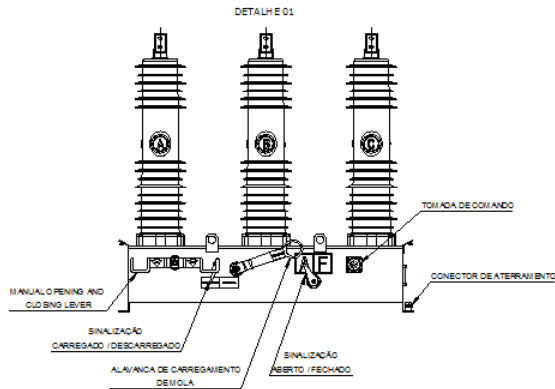 DETALHE 01
A
B
C
TOMADA DE COMANDO
A
F
CONECTOR DE ATERRAMENTO
MANUAL OPENING AND
CLOSING LEVER
SINALIZAÇÃO
CARREGADO / DESCARREGADO
ALAVANCA DE CARREGAMENTO
DE MOLA
SINALIZAÇÃO
ABERTO / FECHADO